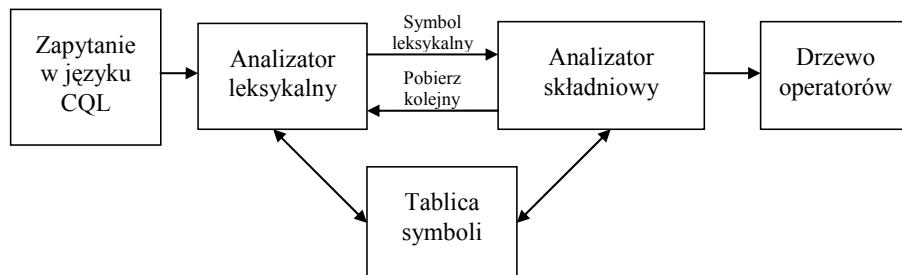 Zapytanie
w języku
CQL
Analizator
leksykalny
Symbol
leksykalny
Pobierz
kolejny
Analizator
składniowy
Drzewo
operatorów
Tablica
symboli